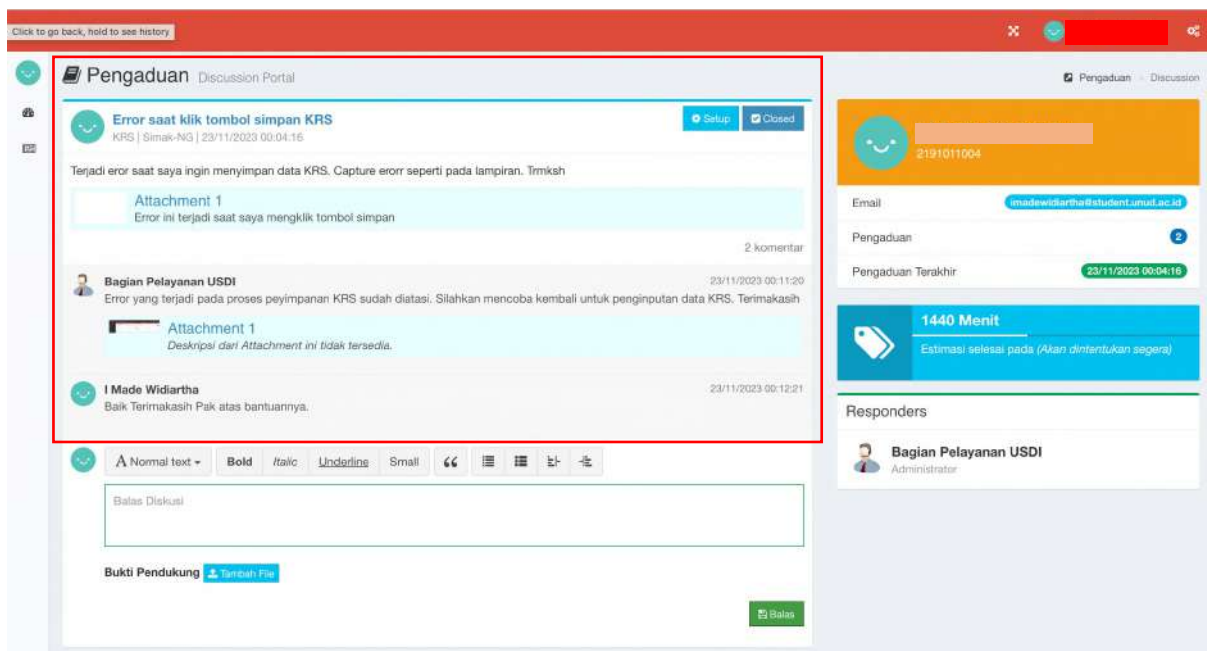 Click to go back, hold to see history
Pengaduan Discussion Portal
Pengaduan Discussion
Error saat klik tombol simpan KRS
KRS | Simak-NG | 23/11/2023 00:04:16
Setup
Closed
Terjadi eror saat saya ingin menyimpan data KRS. Capture erorr seperti pada lampiran. Trmksh
Attachment 1
Error ini terjadi saat saya mengklik tombol simpan
2 komentar
Bagian Pelayanan USDI
23/11/2023 00:11:20
Error yang terjadi pada proses peyimpanan KRS sudah diatasi. Silahkan mencoba kembali untuk penginputan data KRS. Terimakasih
Attachment 1
Deskripsi dari Attachment ini tidak tersedia.
I Made Widiartha
23/11/2023 00:12:21
Baik Terimakasih Pak atas bantuannya.
A Normal text
Bold
Italic
Underline
Small
Balas Diskusi
Bukti Pendukung
Tambah File
Balas
2191011004
Email
imadewidiartha@student.unud.ac.id
Pengaduan
2
Pengaduan Terakhir
23/11/2023 00:04:16
1440 Menit
Estimasi selesai pada (Akan dintentukan segera)
Responders
Bagian Pelayanan USDI
Administrator